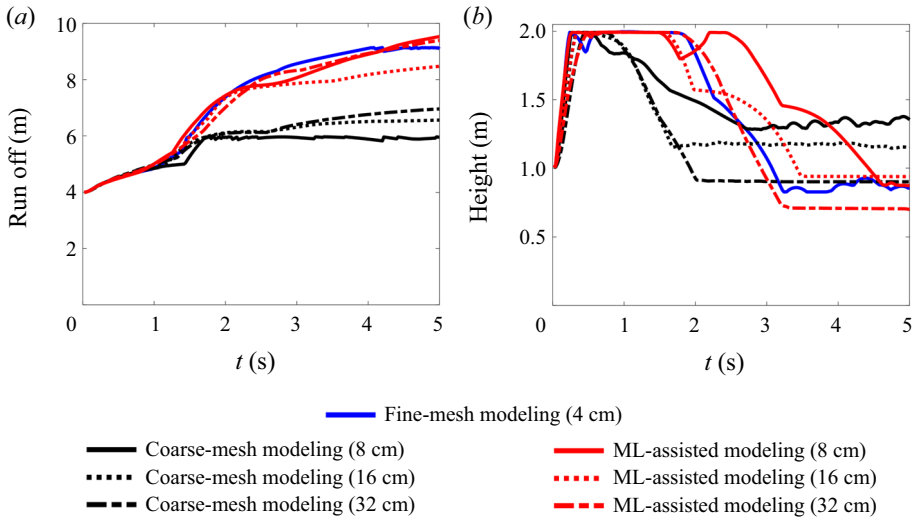 (a)
10
8
6
4
2
0
1
2
3
4
5
Run off (m)
t (s)
(b)
2.0
1.5
1.0
0.5
0
1
2
3
4
5
Height (m)
t (s)
Fine-mesh modeling (4 cm)
Coarse-mesh modeling (8 cm)
Coarse-mesh modeling (16 cm)
Coarse-mesh modeling (32 cm)
ML-assisted modeling (8 cm)
ML-assisted modeling (16 cm)
ML-assisted modeling (32 cm)